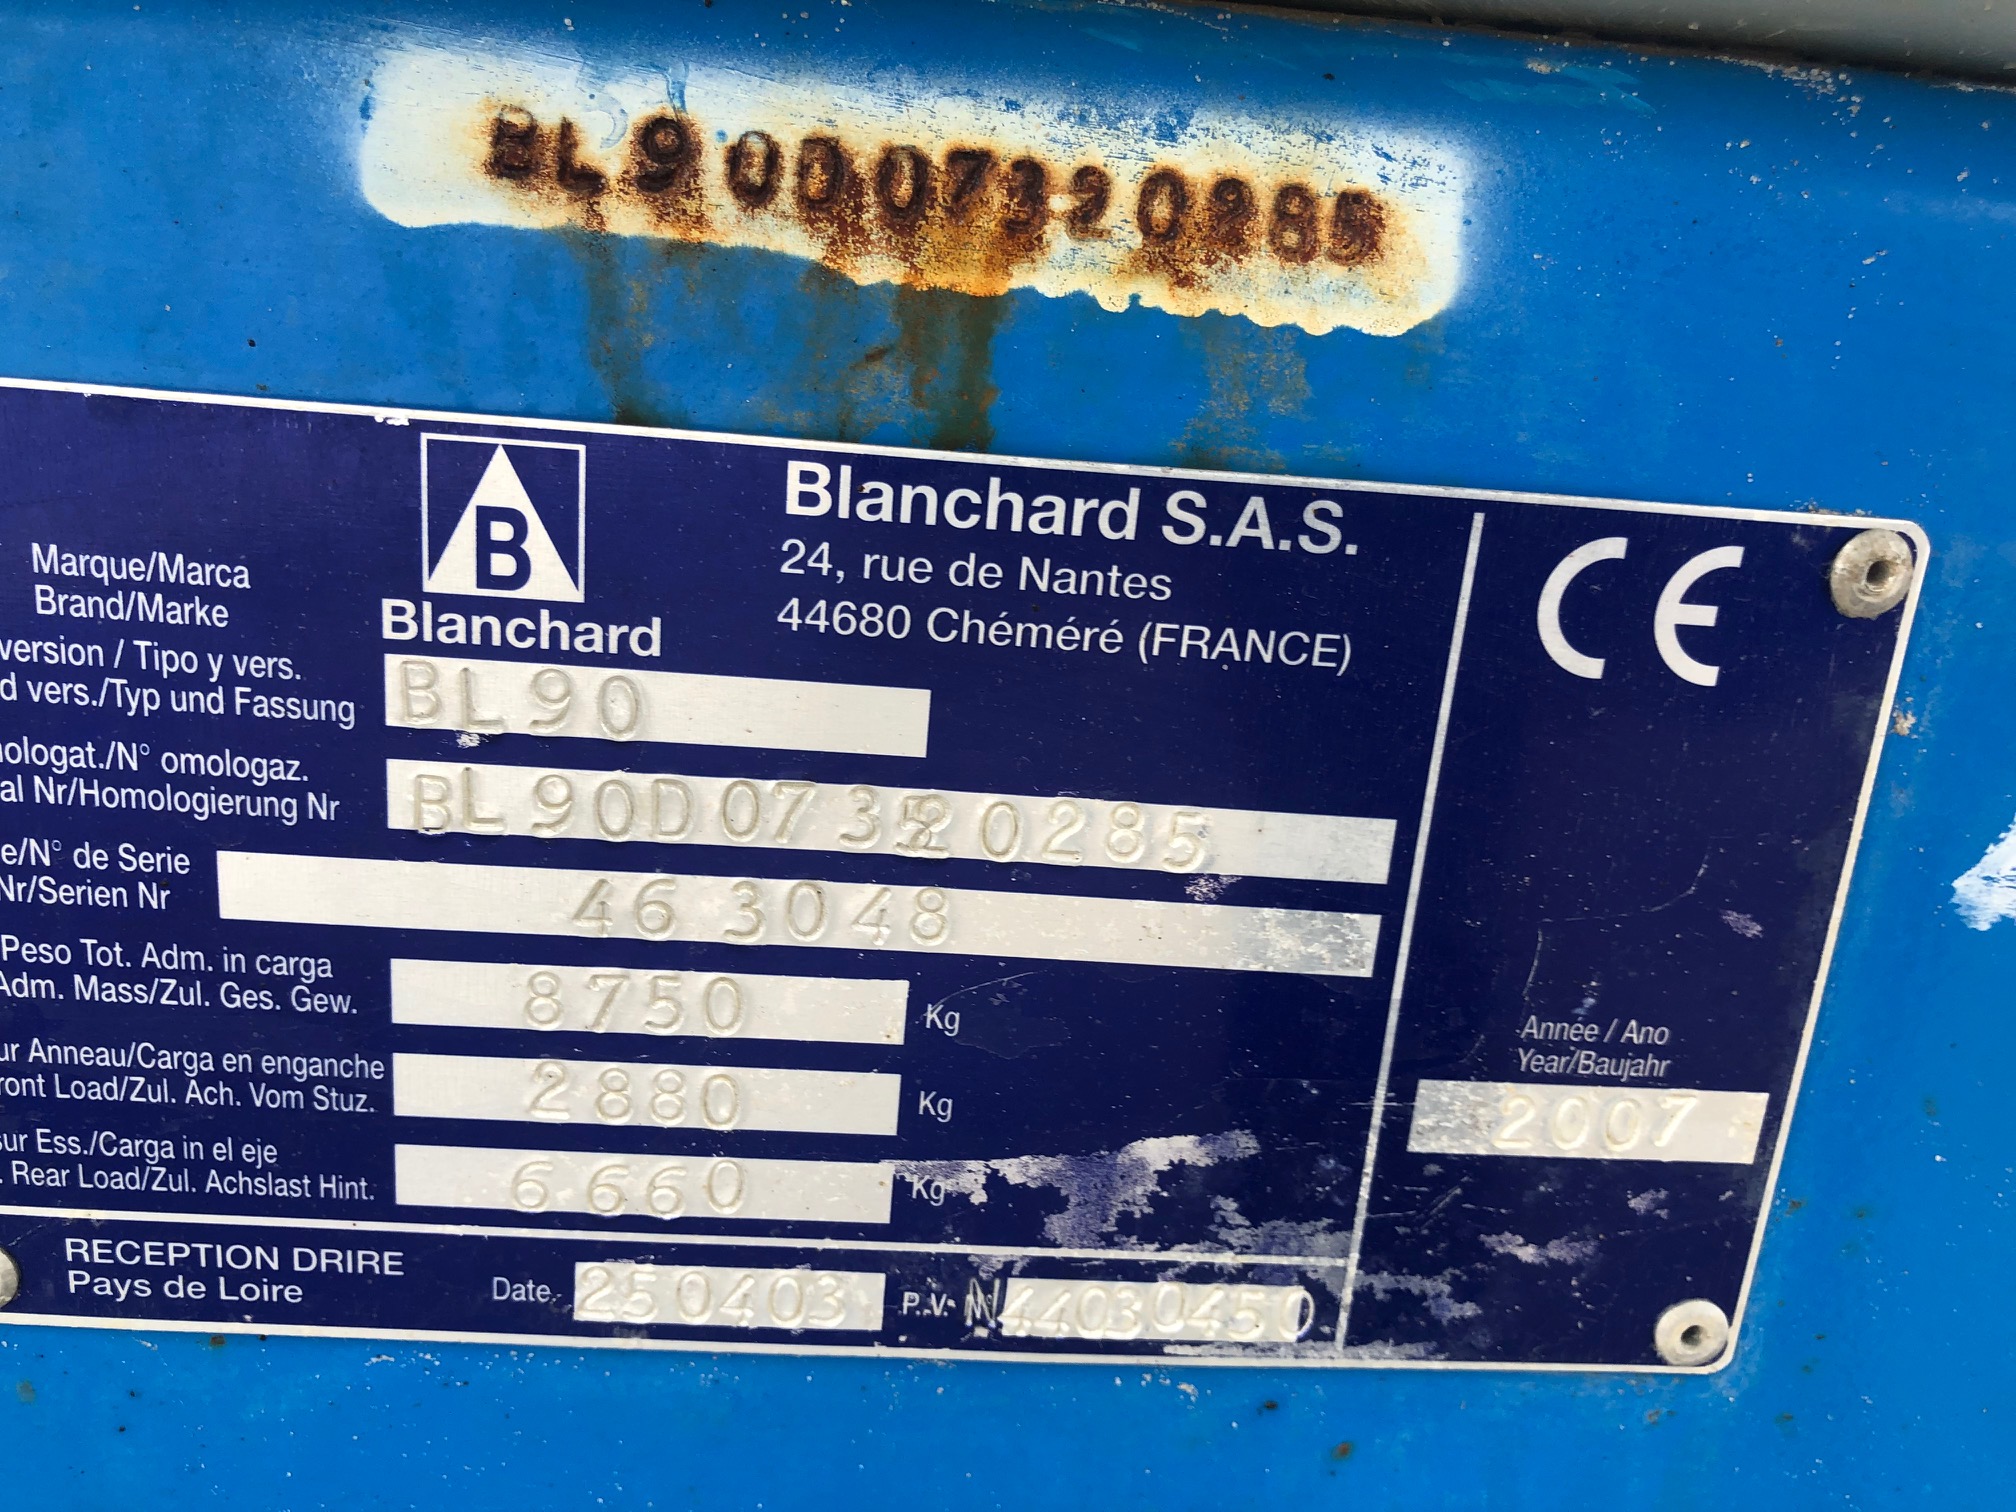 BL90D07320285
B
Blanchard
Blanchard S.A.S.
24, rue de Nantes
44680 Chéméré (FRANCE)
CE
Marque/Marca
Brand/Marke
version / Tipo y vers.
d vers./Typ und Fassung
BL90
ologat./N° omologaz.
al Nr/Homologierung Nr
BL90D07320285
e/N° de Serie
Nr/Serien Nr
463048
Peso Tot. Adm. in carga
Adm. Mass/Zul. Ges. Gew.
8750 Kg
ur Anneau/Carga en enganche
ront Load/Zul. Ach. Vom Stuz.
2880 Kg
sur Ess./Carga in el eje
. Rear Load/Zul. Achslast Hint.
6660 Kg
Année / Ano
Year/Baujahr
2007
RECEPTION DRIRE
Pays de Loire
Date. 250403 P.V. N° 44030450